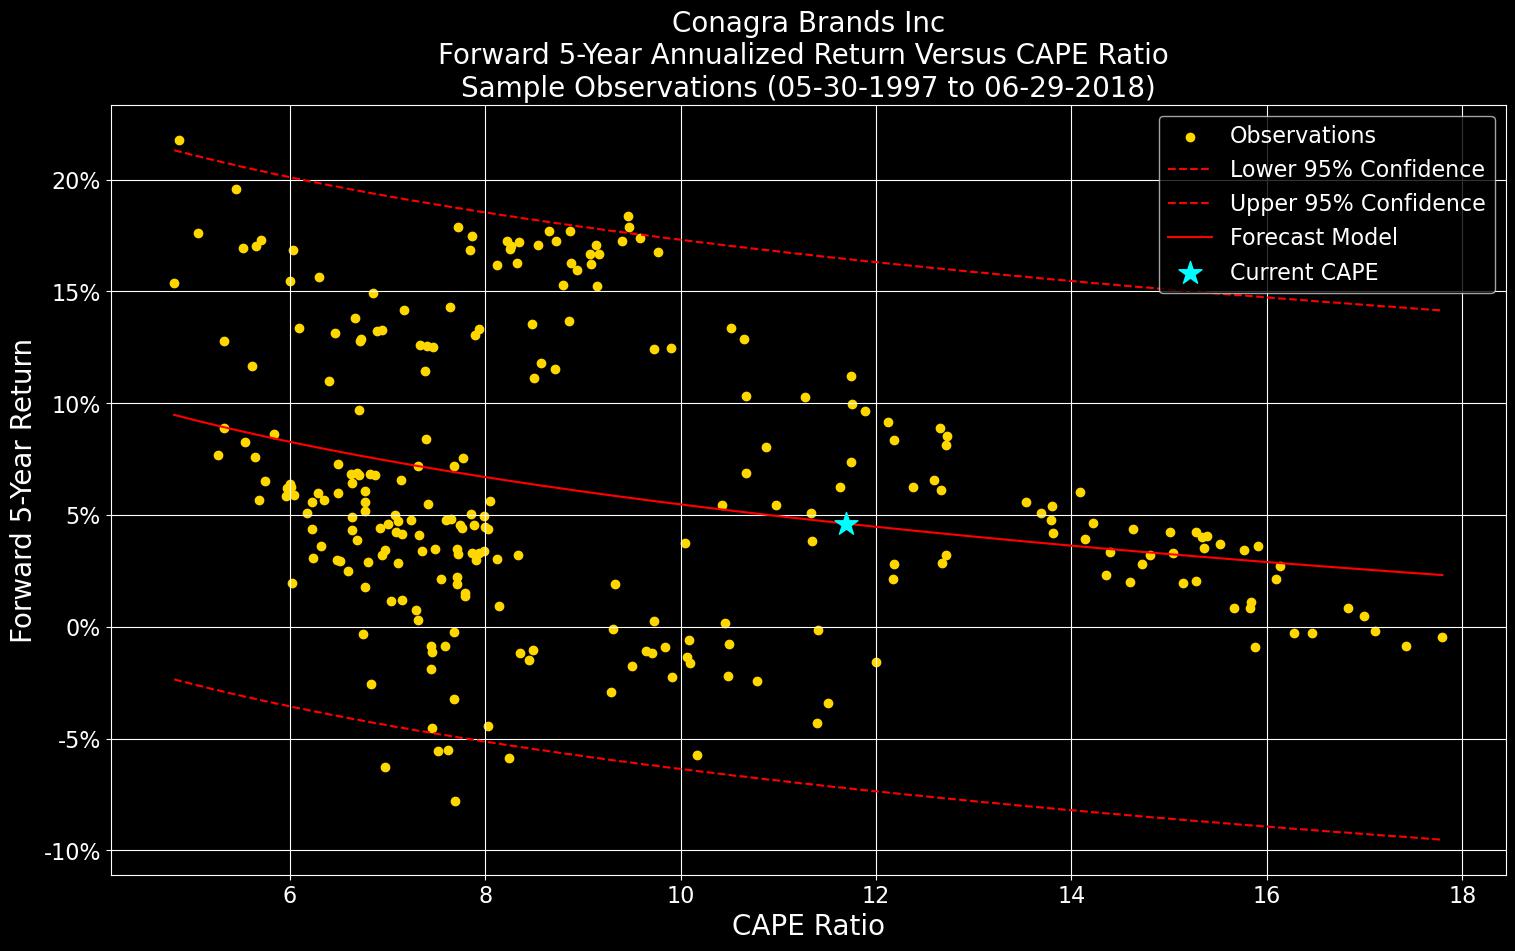 Conagra Brands Inc
Forward 5-Year Annualized Return Versus CAPE Ratio
Sample Observations (05-30-1997 to 06-29-2018)
Observations
Lower 95% Confidence
Upper 95% Confidence
Forecast Model
Current CAPE
Forward 5-Year Return
20%
15%
10%
5%
0%
-5%
-10%
6 8 10 12 14 16 18
CAPE Ratio